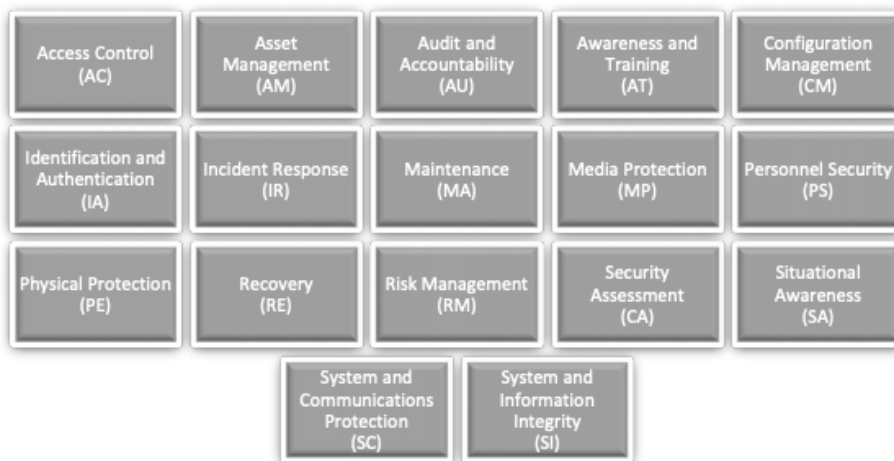 Access Control
(AC)
Asset
Management
(AM)
Audit and
Accountability
(AU)
Awareness and
Training
(AT)
Configuration
Management
(CM)
Identification and
Authentication
(IA)
Incident Response
(IR)
Maintenance
(MA)
Media Protection
(MP)
Personnel Security
(PS)
Physical Protection
(PE)
Recovery
(RE)
Risk Management
(RM)
Security
Assessment
(CA)
Situational
Awareness
(SA)
System and
Communications
Protection
(SC)
System and
Information
Integrity
(SI)